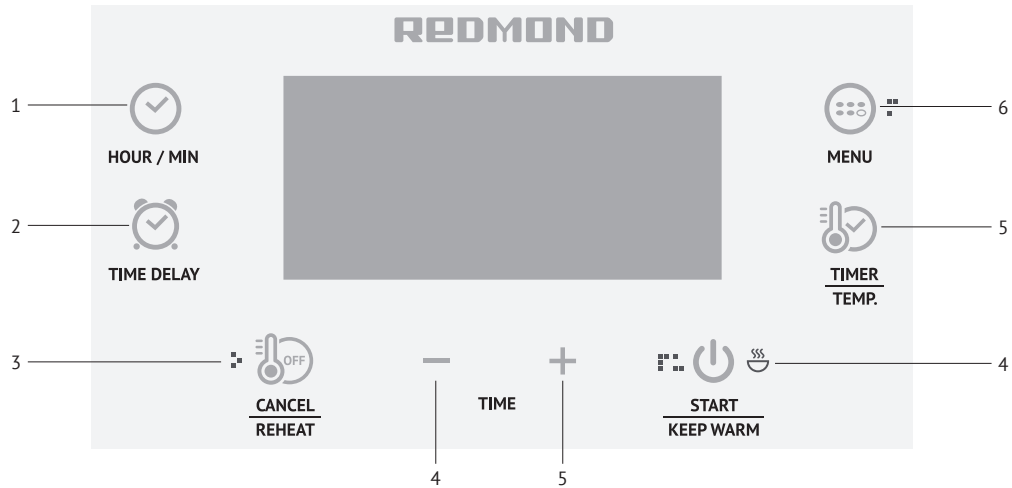 REDMOND
1
HOUR / MIN
2
TIME DELAY
3
OFF
CANCEL
REHEAT
4
TIME
5
START
KEEP WARM
4
TIMER
TEMP.
5
MENU
6